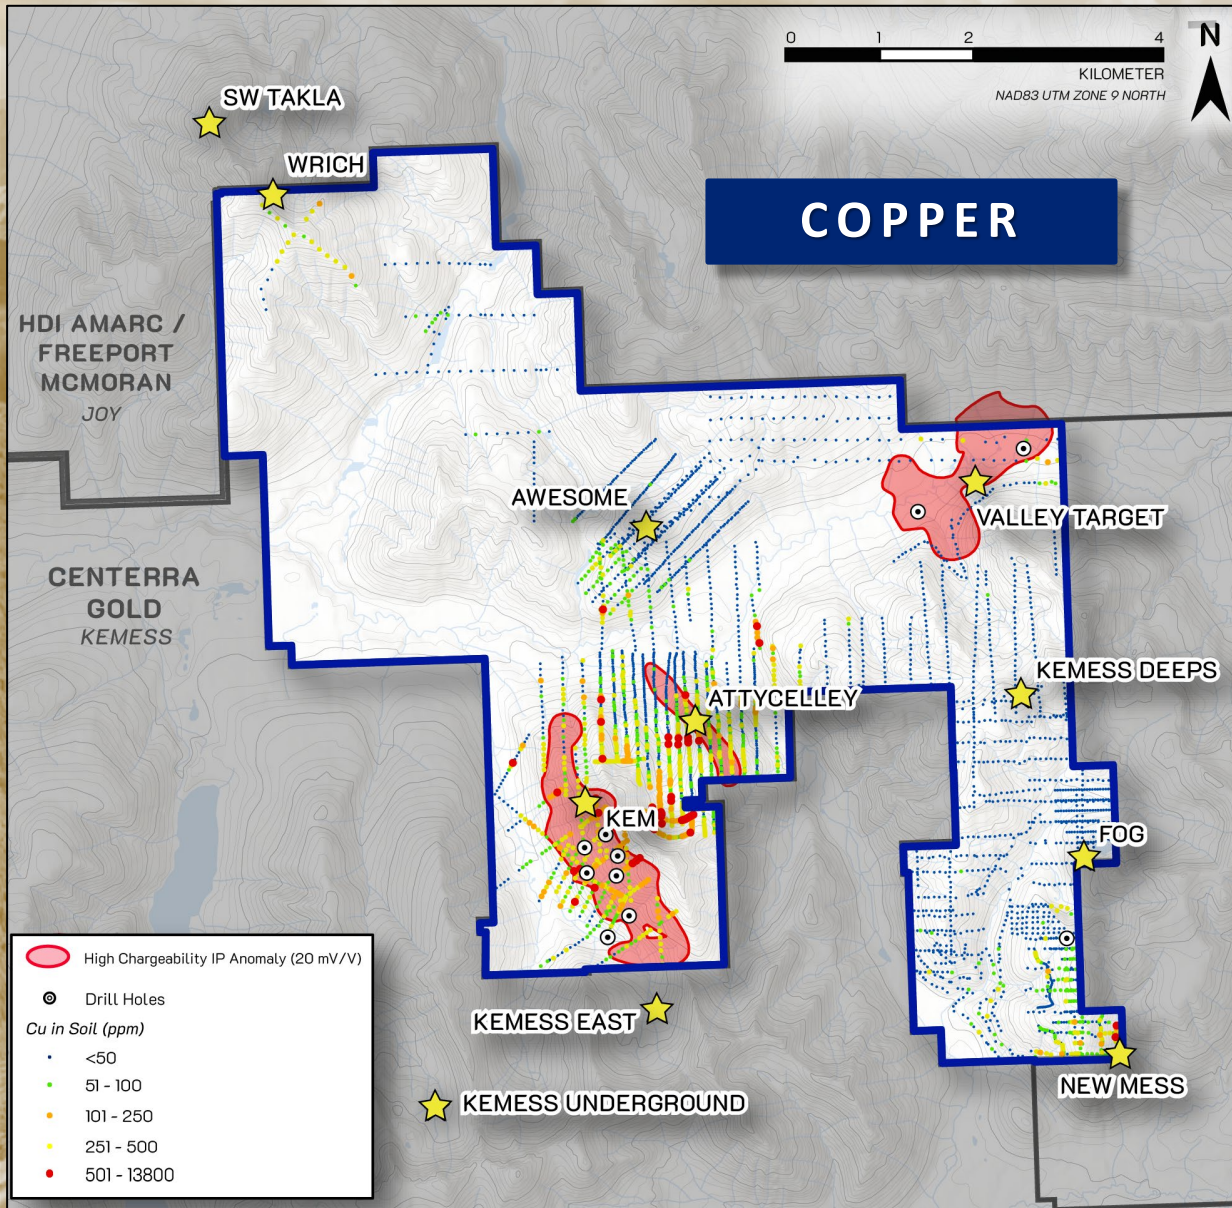 0 1 2 4
KILOMETER
NAD83 UTM ZONE 9 NORTH
N
SW TAKLA
WRICH
COPPER
HDI AMARC /
FREEPORT
MCMORAN
JOY
AWESOME
VALLEY TARGET
CENTERRA
GOLD
KEMESS
KEMESS DEEPS
ATTYCELLEY
KEM
FOG
High Chargeability IP Anomaly (20 mV/V)
Drill Holes
Cu in Soil (ppm)
<50
51 - 100
101 - 250
251 - 500
501 - 13800
KEMESS EAST
NEW MESS
KEMESS UNDERGROUND